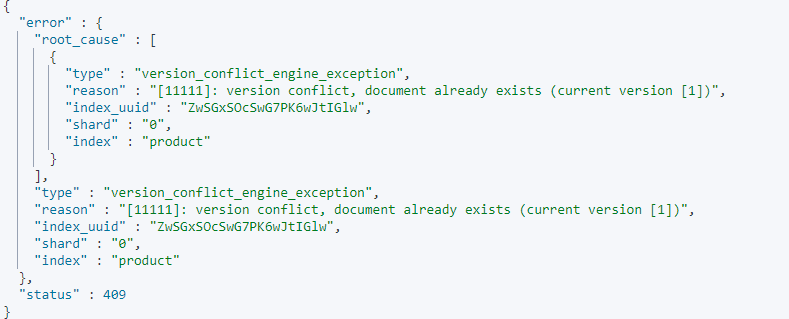 {
  "error" : {
    "root_cause" : [
      {
        "type" : "version_conflict_engine_exception",
        "reason" : "[11111]: version conflict, document already exists (current version [1])",
        "index_uuid" : "ZwSGxSOcSwG7PK6wJtIGlw",
        "shard" : "0",
        "index" : "product"
      }
    ],
    "type" : "version_conflict_engine_exception",
    "reason" : "[11111]: version conflict, document already exists (current version [1])",
    "index_uuid" : "ZwSGxSOcSwG7PK6wJtIGlw",
    "shard" : "0",
    "index" : "product"
  },
  "status" : 409
}